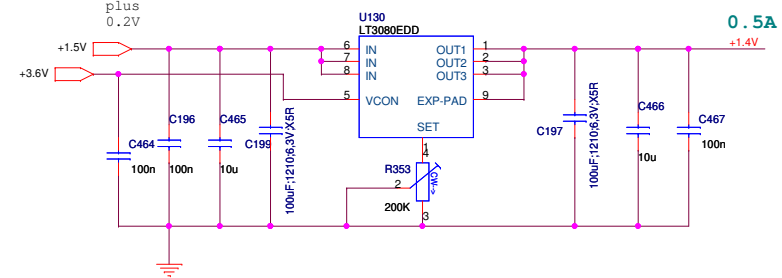 plus
0.2V
U130
LT3080EDD
0.5A
+1.5V
6 IN OUT1 1
+1.4V
7 IN OUT2 2
+3.6V
8 IN OUT3 3
5 VCON EXP-PAD 9
SET
C464
100n
C196
100n
C465
10u
C199
100uF;1210;6,3V;X5R
1
4
R353
2
CW->
200K
3
C197
100uF;1210;6,3V;X5R
C466
10u
C467
100n